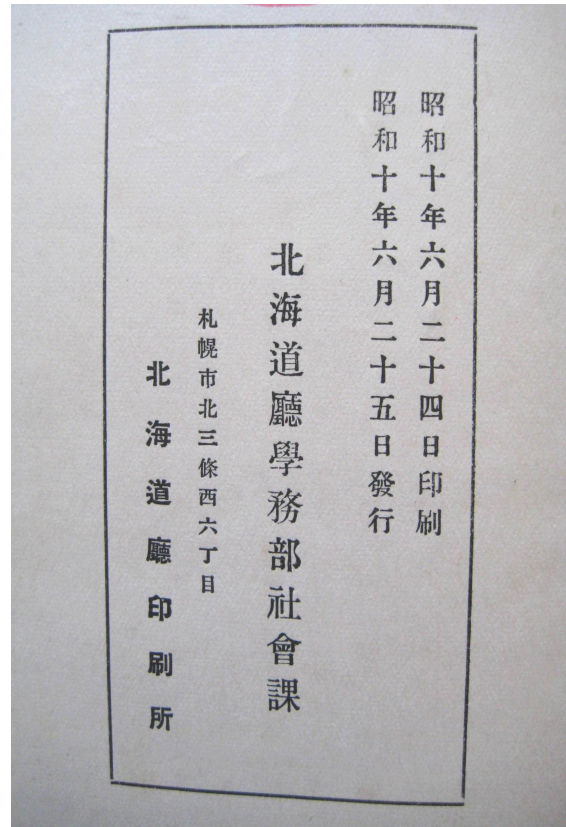 昭和十年六月二十四日印刷
昭和十年六月二十五日發行
北海道廳學務部社會課
札幌市北三條西六丁目
北海道廳印刷所